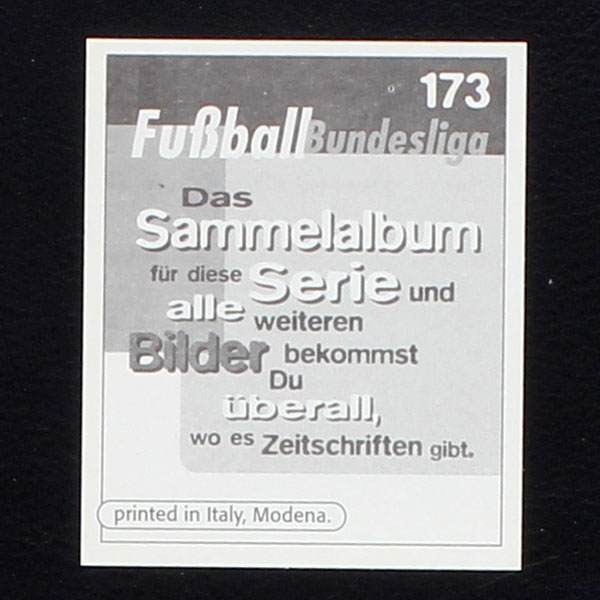 173
Fußball Bundesliga
Das
Sammelalbum
für diese Serie und
alle weiteren
Bilder bekommst
Du
überall,
wo es Zeitschriften gibt.
printed in Italy, Modena.